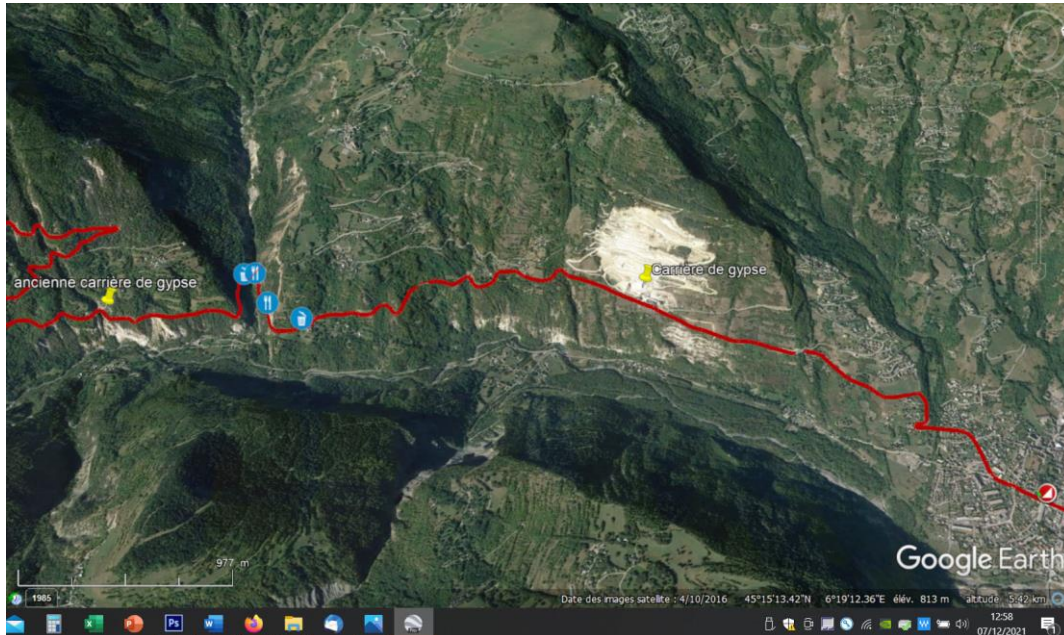 ancienne carrière de gypse
Carrière de gypse
977 m
Google Earth
1985
Date des images satellite : 4/10/2016 45°15'13.42"N 6°19'12.36"E élév. 813 m altitude 5.42 km
12:58
07/12/2021